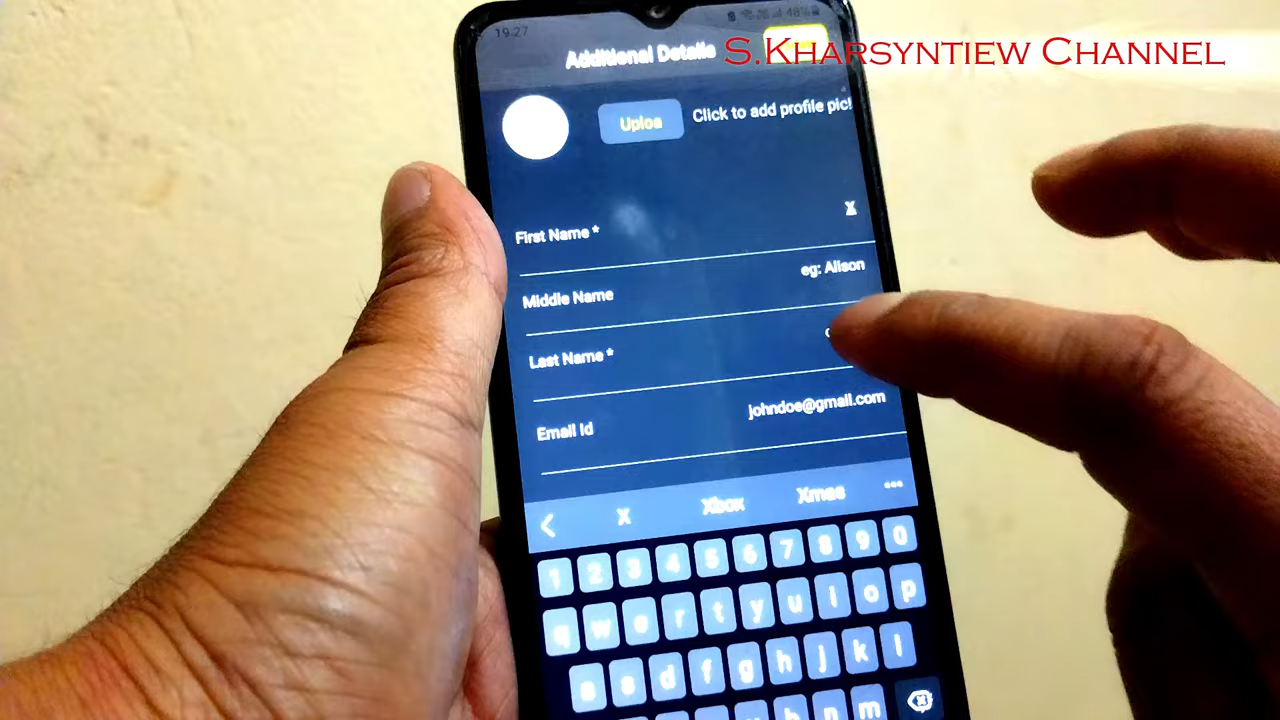 19.27
48%
Additional Details
S.Kharsyntiew Channel
Uploa
Click to add profile pic!
X
First Name *
eg: Alison
Middle Name
Last Name *
johndoe@gmail.com
Email Id
X Xbox Xmas ...
1 2 3 4 5 6 7 8 9 0
q w e r t y u i o p
a s d f g h j k l
n m